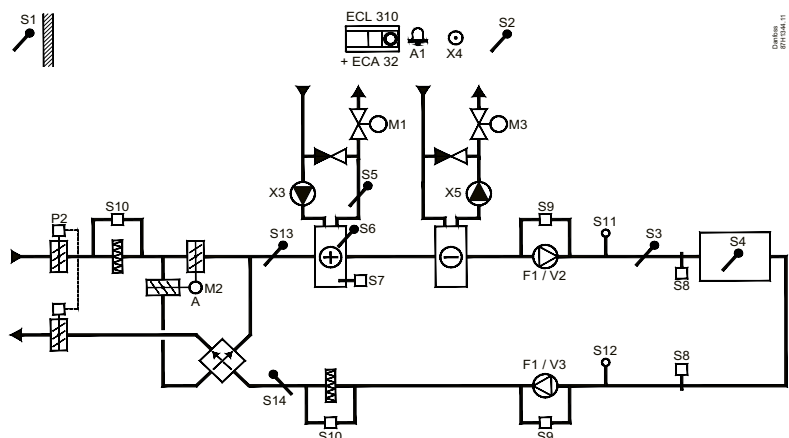 S1
ECL 310
+ ECA 32
A1
X4
S2
Danfoss
87H1344.11
M1
M3
S5
X3
X5
S6
S7
P2
S10
S13
M2
A
S9
F1 / V2
S11
S3
S8
S4
S14
S10
F1 / V3
S9
S12
S8